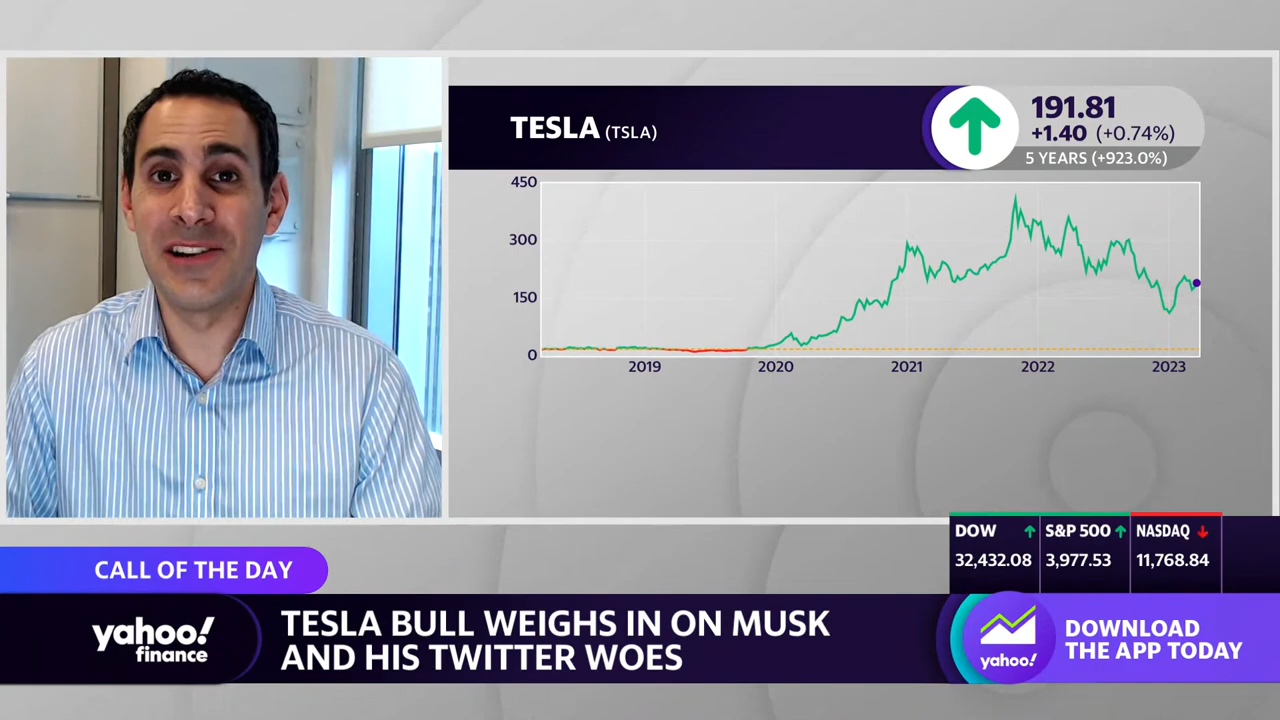 TESLA (TSLA)
191.81
+1.40 (+0.74%)
5 YEARS (+923.0%)
450
300
150
0
2019 2020 2021 2022 2023
DOW
32,432.08
S&P 500
3,977.53
NASDAQ
11,768.84
CALL OF THE DAY
yahoo!
finance
TESLA BULL WEIGHS IN ON MUSK
AND HIS TWITTER WOES
yahoo!
DOWNLOAD
THE APP TODAY